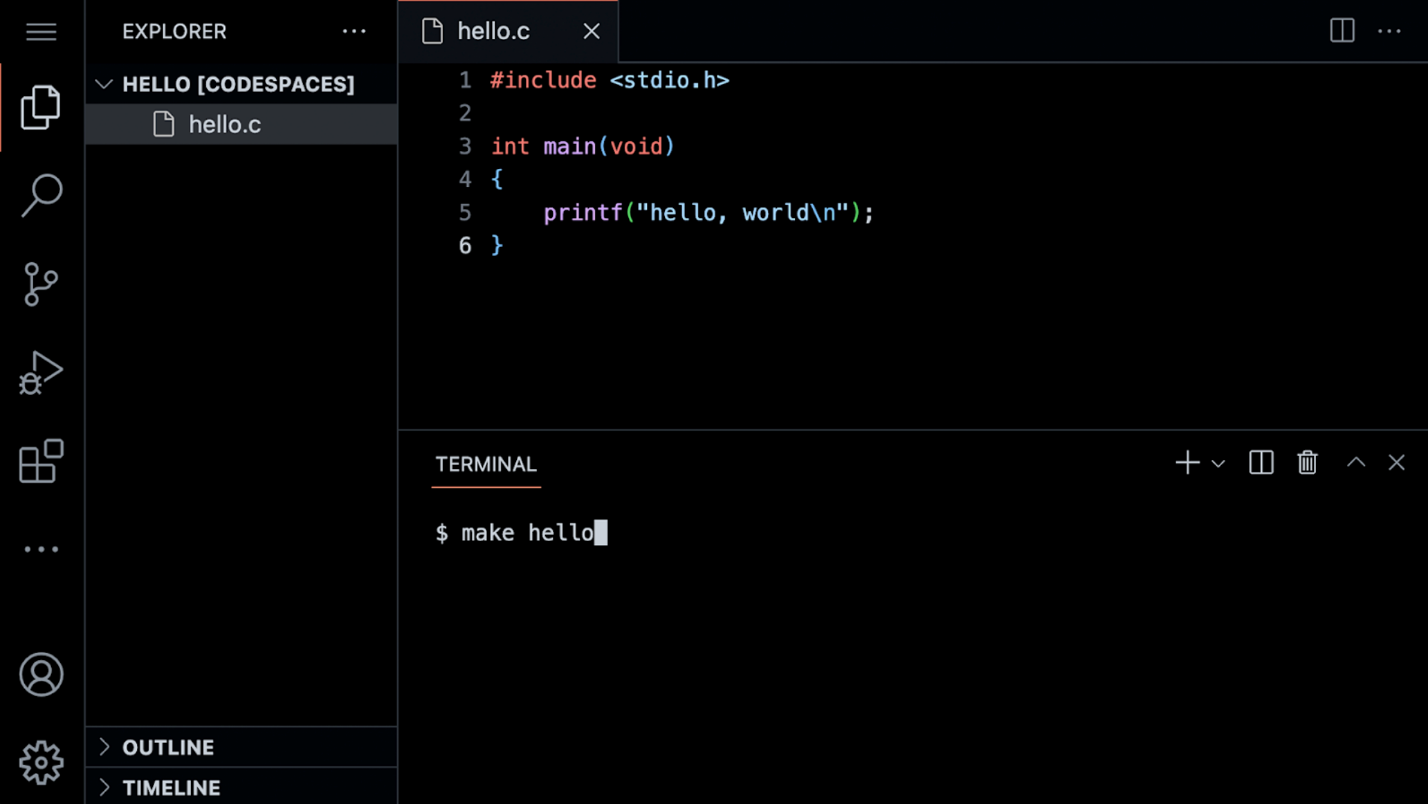 EXPLORER
HELLO [CODESPACES]
hello.c
OUTLINE
TIMELINE
hello.c
1 #include <stdio.h>
2
3 int main(void)
4 {
5     printf("hello, world\n");
6 }
TERMINAL
$ make hello